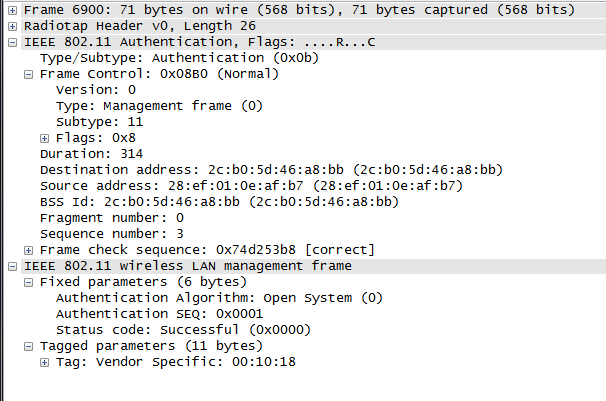 Frame 6900: 71 bytes on wire (568 bits), 71 bytes captured (568 bits)
Radiotap Header v0, Length 26
IEEE 802.11 Authentication, Flags: ....R...C
Type/Subtype: Authentication (0x0b)
Frame Control: 0x08B0 (Normal)
Version: 0
Type: Management frame (0)
Subtype: 11
Flags: 0x8
Duration: 314
Destination address: 2c:b0:5d:46:a8:bb (2c:b0:5d:46:a8:bb)
Source address: 28:ef:01:0e:af:b7 (28:ef:01:0e:af:b7)
BSS Id: 2c:b0:5d:46:a8:bb (2c:b0:5d:46:a8:bb)
Fragment number: 0
Sequence number: 3
Frame check sequence: 0x74d253b8 [correct]
IEEE 802.11 wireless LAN management frame
Fixed parameters (6 bytes)
Authentication Algorithm: Open System (0)
Authentication SEQ: 0x0001
Status code: Successful (0x0000)
Tagged parameters (11 bytes)
Tag: Vendor Specific: 00:10:18